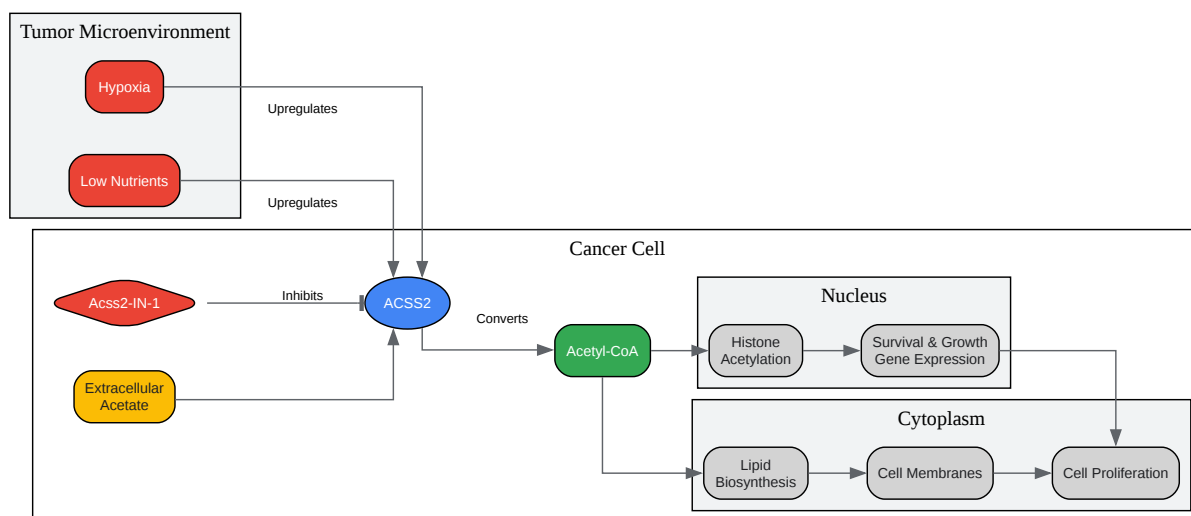 Tumor Microenvironment
Hypoxia
Upregulates
Low Nutrients
Upregulates
Cancer Cell
Acss2-IN-1
Inhibits
ACSS2
Converts
Extracellular
Acetate
Acetyl-CoA
Nucleus
Histone
Acetylation
Survival & Growth
Gene Expression
Cytoplasm
Lipid
Biosynthesis
Cell Membranes
Cell Proliferation